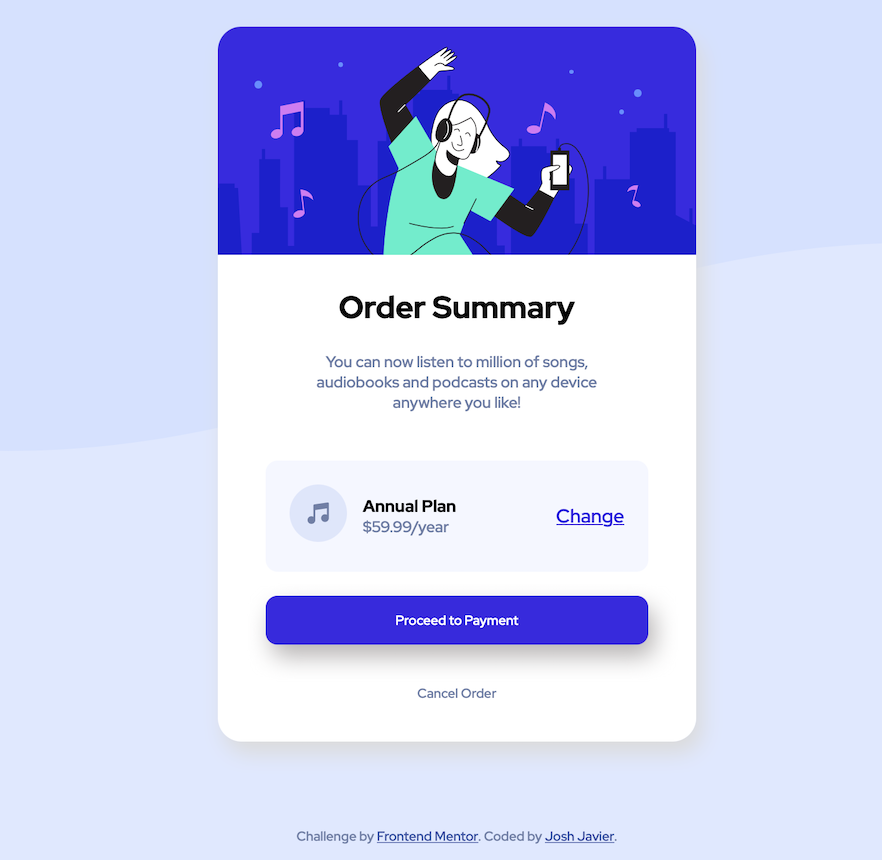 Order Summary
You can now listen to million of songs,
audiobooks and podcasts on any device
anywhere you like!
Annual Plan
$59.99/year
Change
Proceed to Payment
Cancel Order
Challenge by Frontend Mentor. Coded by Josh Javier.